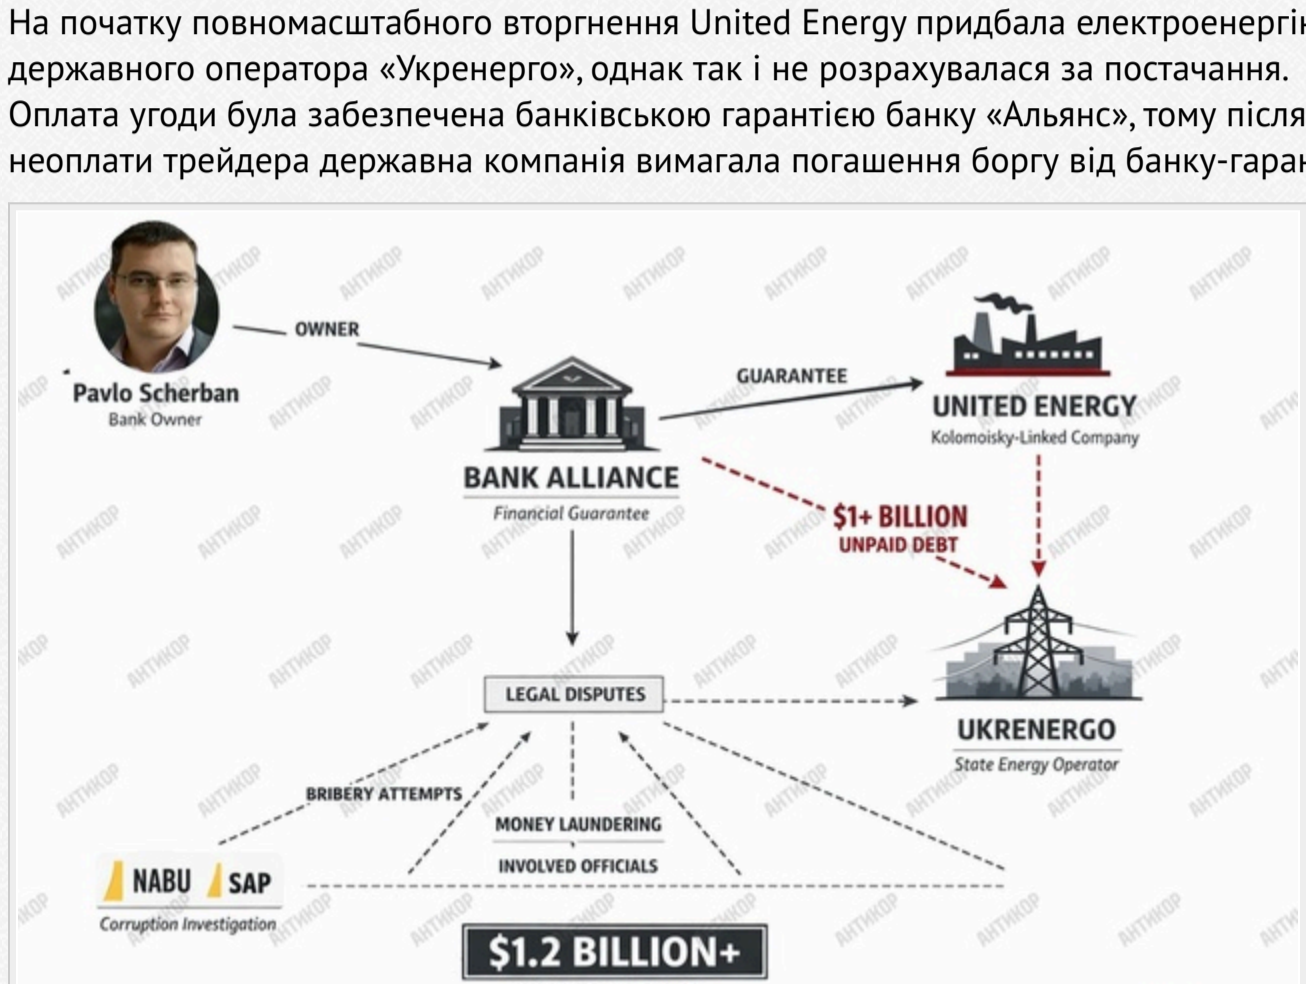 На початку повномасштабного вторгнення United Energy придбала
державного оператора «Укренерго», однак так і не розрахувалася за постачання.
Оплата угоди була забезпечена банківською гарантією банку «Альянс», тому після
неоплати трейдера державна компанія вимагала погашення боргу від
OWNER
Pavlo Scherban
Bank Owner
GUARANTEE
UNITED ENERGY
Kolomoisky-Linked Company
BANK ALLIANCE
Financial Guarantee
$1+ BILLION
UNPAID DEBT
LEGAL DISPUTES
UKRENERGO
State Energy Operator
BRIBERY ATTEMPTS
MONEY LAUNDERING
INVOLVED OFFICIALS
NABU SAP
Corruption Investigation
$1.2 BILLION+
АНТИКОР